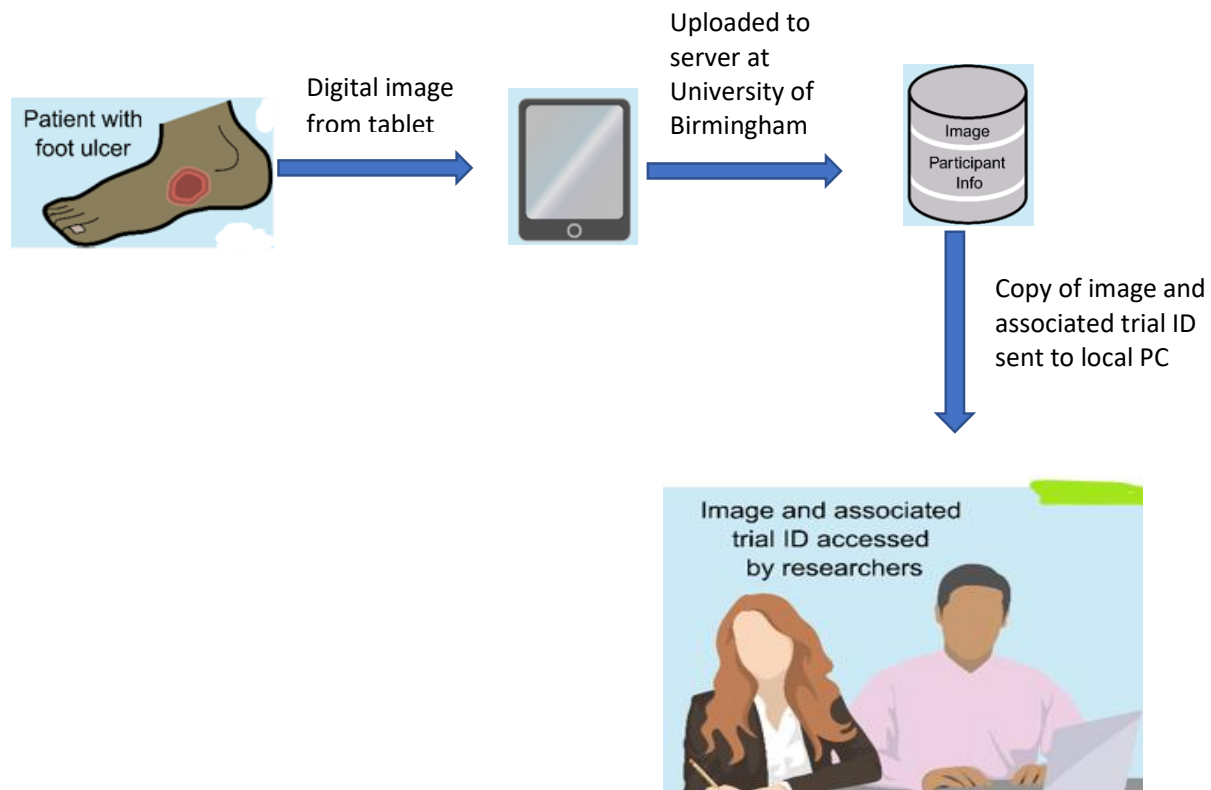 Patient with
foot ulcer
Digital image
from tablet
Uploaded to
server at
University of
Birmingham
Image
Participant
Info
Copy of image and
associated trial ID
sent to local PC
Image and associated
trial ID accessed
by researchers